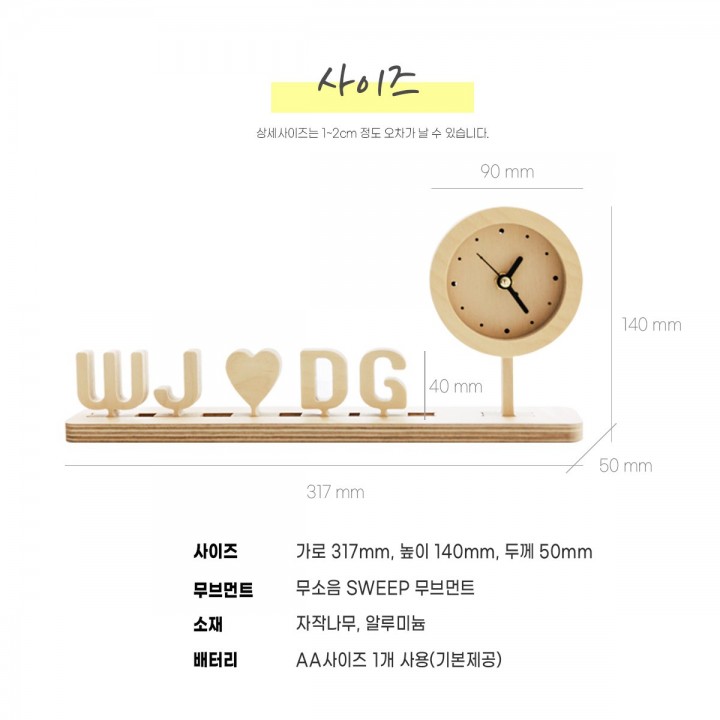 사이즈
상세사이즈는 1~2cm 정도 오차가 날 수 있습니다.
90 mm
140 mm
WJ DG
40 mm
50 mm
317 mm
사이즈 가로 317mm, 높이 140mm, 두께 50mm
무브먼트 무소음 SWEEP 무브먼트
소재 자작나무, 알루미늄
배터리 AA사이즈 1개 사용(기본제공)